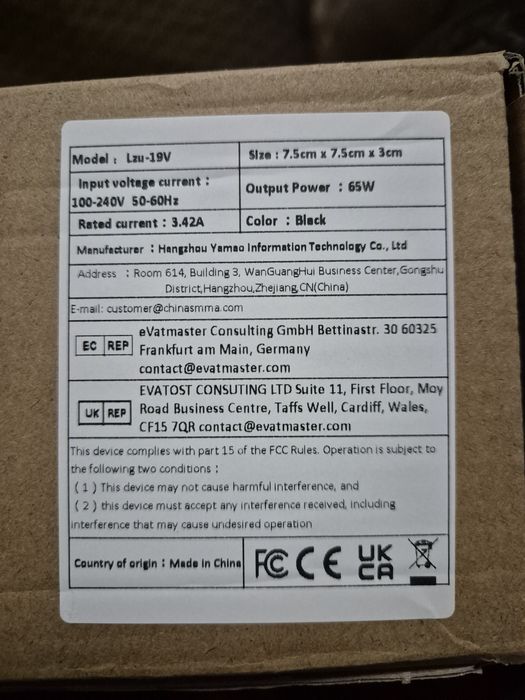 Model： Lzu-19V
Size：7.5cm x 7.5cm x 3cm
Input voltage current：
100-240V 50-60Hz
Output Power ：65W
Rated current：3.42A
Color ：Black
Manufacturer ：Hangzhou Yamao Information Technology Co., Ltd
Address ：Room 614, Building 3, WanGuangHui Business Center,Gongshu
District,Hangzhou,Zhejiang,CN(China)
E-mail: customer@chinasmma.com
EC REP
eVatmaster Consulting GmbH Bettinastr. 30 60325
Frankfurt am Main, Germany
contact@evatmaster.com
UK REP
EVATOST CONSUTING LTD Suite 11, First Floor, Moy
Road Business Centre, Taffs Well, Cardiff, Wales,
CF15 7QR contact@evatmaster.com
This device complies with part 15 of the FCC Rules. Operation is subject to
the following two conditions：
（1）This device may not cause harmful interference, and
（2）this device must accept any interference received, including
interference that may cause undesired operation
Country of origin：Made in China
FC CE UK
CA